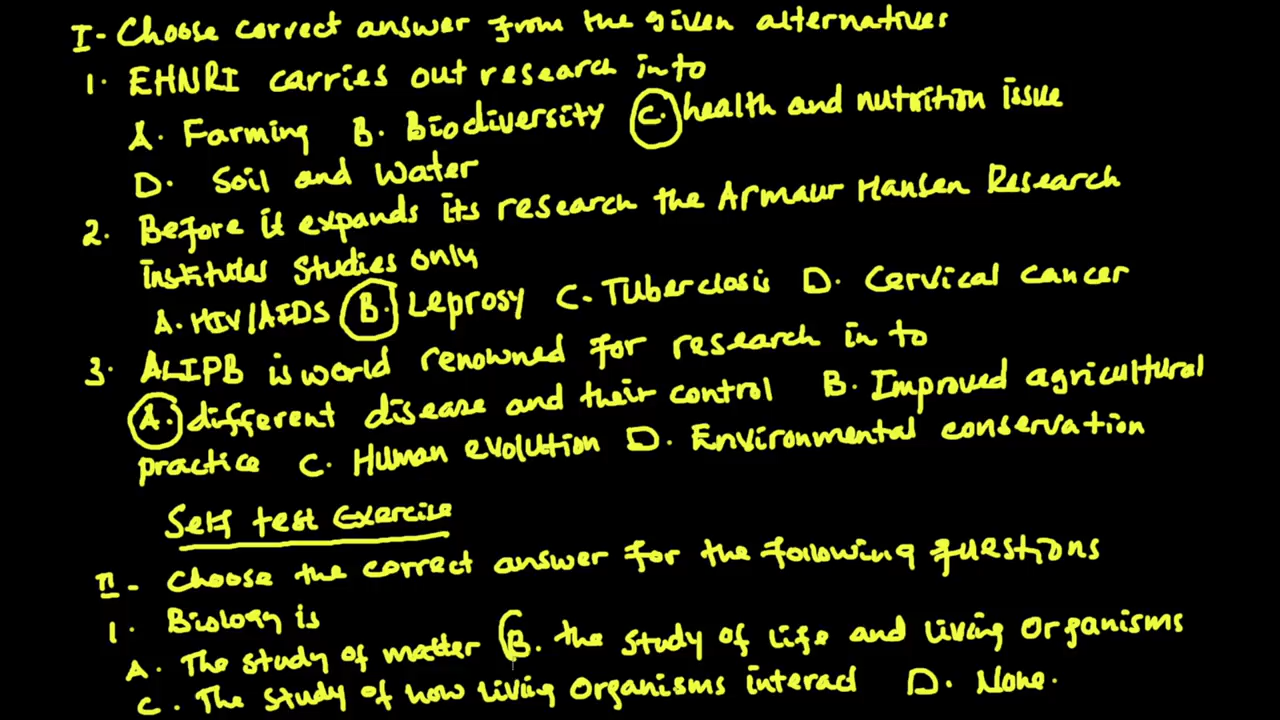 I- Choose correct answer from the given alternatives
1. EHNRI carries out research in to
A. Farming B. Biodiversity C. health and nutrition issue
D. Soil and Water
2. Before it expands its research the Armaur Hansen Research
Institutes Studies only
A. HIV/AIDS B. Leprosy C. Tuberclosis D. Cervical cancer
3. ALIPB is world renowned for research in to
A. different disease and their control B. Improved agricultural
practice C. Human evolution D. Environmental conservation
Self test Exercise
II- Choose the correct answer for the following questions
1. Biology is
A. The study of matter B. the study of life and living organisms
C. The study of how living organisms interact D. None.